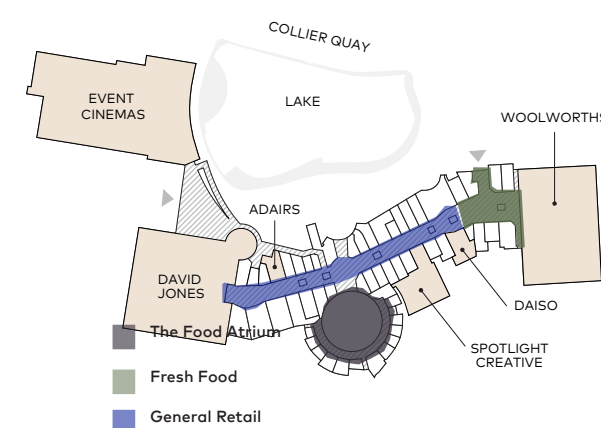 COLLIER QUAY
EVENT
CINEMAS
LAKE
WOOLWORTHS
ADAIRS
DAVID
JONES
DAISO
The Food Atrium
SPOTLIGHT
CREATIVE
Fresh Food
General Retail